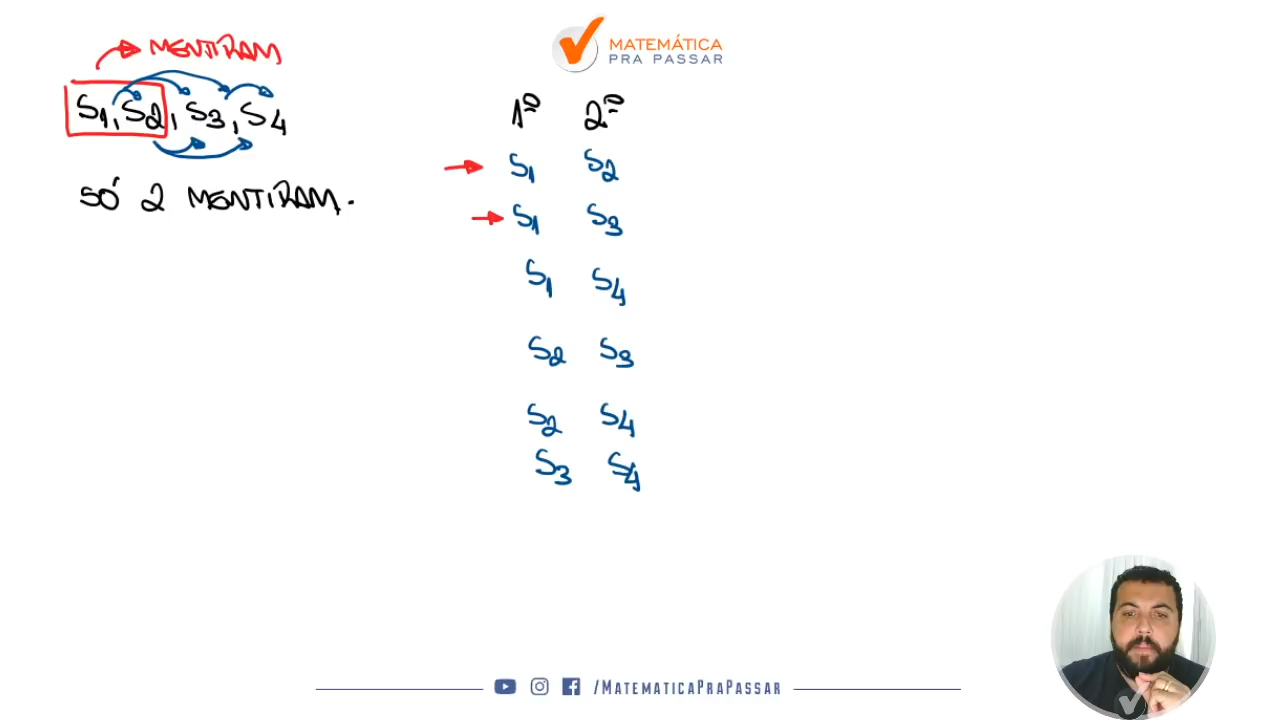 MENTIRAM
S1, S2, S3, S4
SÓ 2 MENTIRAM.
MATEMÁTICA
PRA PASSAR
1º 2º
S1 S2
S1 S3
S1 S4
S2 S3
S2 S4
S3 S4
/MATEMATICAPRAPASSAR